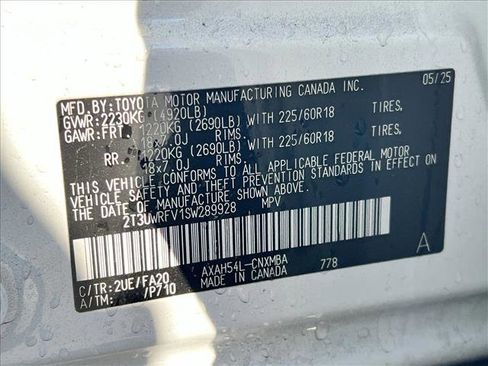 MFD. BY: TOYOTA MOTOR MANUFACTURING CANADA INC. 05/25
GVWR: 2230KG (4920LB)
GAWR: FRT. 1220KG (2690LB) WITH 225/60R18 TIRES,
18x7.0J RIMS.
RR. 1220KG (2690LB) WITH 225/60R18 TIRES,
18x7.0J RIMS.
THIS VEHICLE CONFORMS TO ALL APPLICABLE FEDERAL MOTOR
VEHICLE SAFETY AND THEFT PREVENTION STANDARDS IN EFFECT
ON THE DATE OF MANUFACTURE SHOWN ABOVE.
2T3UWRFV1SW289928 MPV
C/TR: 2UE/FA20 AXAH54L-CNXMBA 778 A
A/TM: /P710 MADE IN CANADA